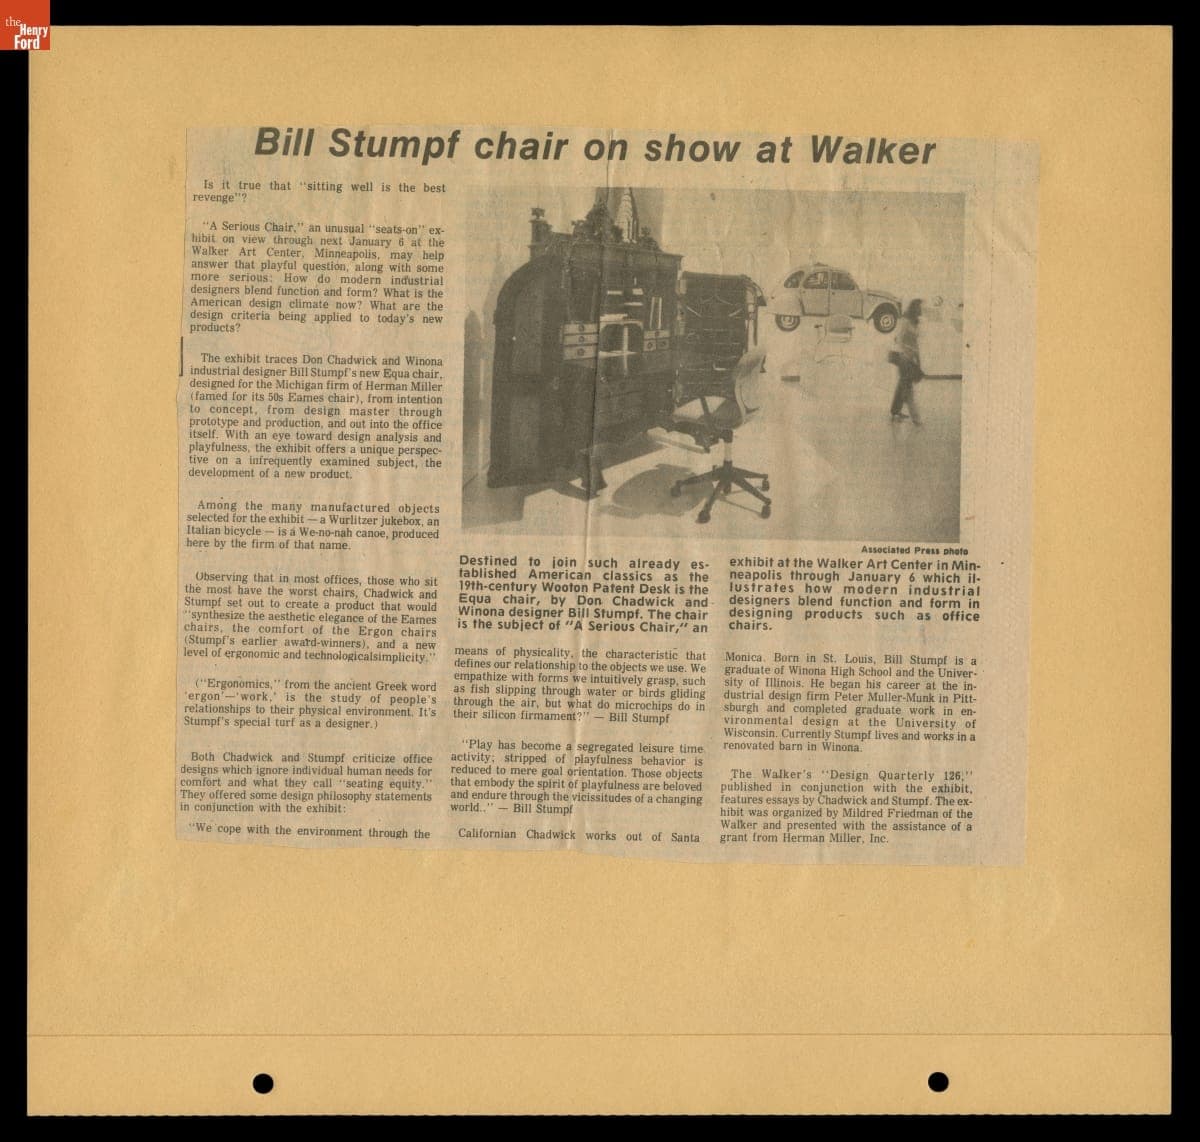 the
Henry
Ford
Bill Stumpf chair on show at Walker
Is it true that "sitting well is the best
revenge"?
"A Serious Chair," an unusual "seats-on" ex-
hibit on view through next January 6 at the
Walker Art Center, Minneapolis, may help
answer that playful question, along with some
more serious: How do modern industrial
designers blend function and form? What is the
American design climate now? What are the
design criteria being applied to today's new
products?
The exhibit traces Don Chadwick and Winona
industrial designer Bill Stumpf's new Equa chair,
designed for the Michigan firm of Herman Miller
(famed for its 50s Eames chair), from intention
to concept, from design master through
prototype and production, and out into the office
itself. With an eye toward design analysis and
playfulness, the exhibit offers a unique perspec-
tive on a infrequently examined subject, the
development of a new product.
Among the many manufactured objects
selected for the exhibit — a Wurlitzer jukebox, an
Italian bicycle — is a We-no-nah canoe, produced
here by the firm of that name.
Observing that in most offices, those who sit
the most have the worst chairs, Chadwick and
Stumpf set out to create a product that would
"synthesize the aesthetic elegance of the Eames
chairs, the comfort of the Ergon chairs
(Stumpf's earlier award-winners), and a new
level of ergonomic and technologicalsimplicity."
("Ergonomics," from the ancient Greek word
'ergon'—'work,' is the study of people's
relationships to their physical environment. It's
Stumpf's special turf as a designer.)
Both Chadwick and Stumpf criticize office
designs which ignore individual human needs for
comfort and what they call "seating equity."
They offered some design philosophy statements
in conjunction with the exhibit:
"We cope with the environment through the
Associated Press photo
Destined to join such already es-
tablished American classics as the
19th-century Wooton Patent Desk is the
Equa chair, by Don Chadwick and
Winona designer Bill Stumpf. The chair
is the subject of "A Serious Chair," an
exhibit at the Walker Art Center in Min-
neapolis through January 6 which il-
lustrates how modern industrial
designers blend function and form in
designing products such as office
chairs.
means of physicality, the characteristic that
defines our relationship to the objects we use. We
empathize with forms we intuitively grasp, such
as fish slipping through water or birds gliding
through the air, but what do microchips do in
their silicon firmament?" — Bill Stumpf
"Play has become a segregated leisure time
activity; stripped of playfulness behavior is
reduced to mere goal orientation. Those objects
that embody the spirit of playfulness are beloved
and endure through the vicissitudes of a changing
world.." — Bill Stumpf
Californian Chadwick works out of Santa
Monica. Born in St. Louis, Bill Stumpf is a
graduate of Winona High School and the Univer-
sity of Illinois. He began his career at the in-
dustrial design firm Peter Muller-Munk in Pitt-
sburgh and completed graduate work in en-
vironmental design at the University of
Wisconsin. Currently Stumpf lives and works in a
renovated barn in Winona.
The Walker's "Design Quarterly 126,"
published in conjunction with the exhibit,
features essays by Chadwick and Stumpf. The ex-
hibit was organized by Mildred Friedman of the
Walker and presented with the assistance of a
grant from Herman Miller, Inc.